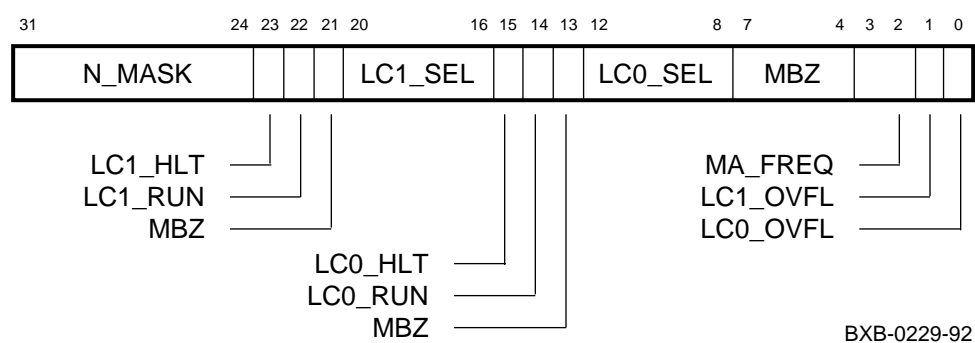 31 24 23 22 21 20 16 15 14 13 12 8 7 4 3 2 1 0
N_MASK LC1_SEL LC0_SEL MBZ
LC1_HLT MA_FREQ
LC1_RUN LC1_OVFL
MBZ LC0_OVFL
LC0_HLT
LC0_RUN
MBZ
BXB-0229-92